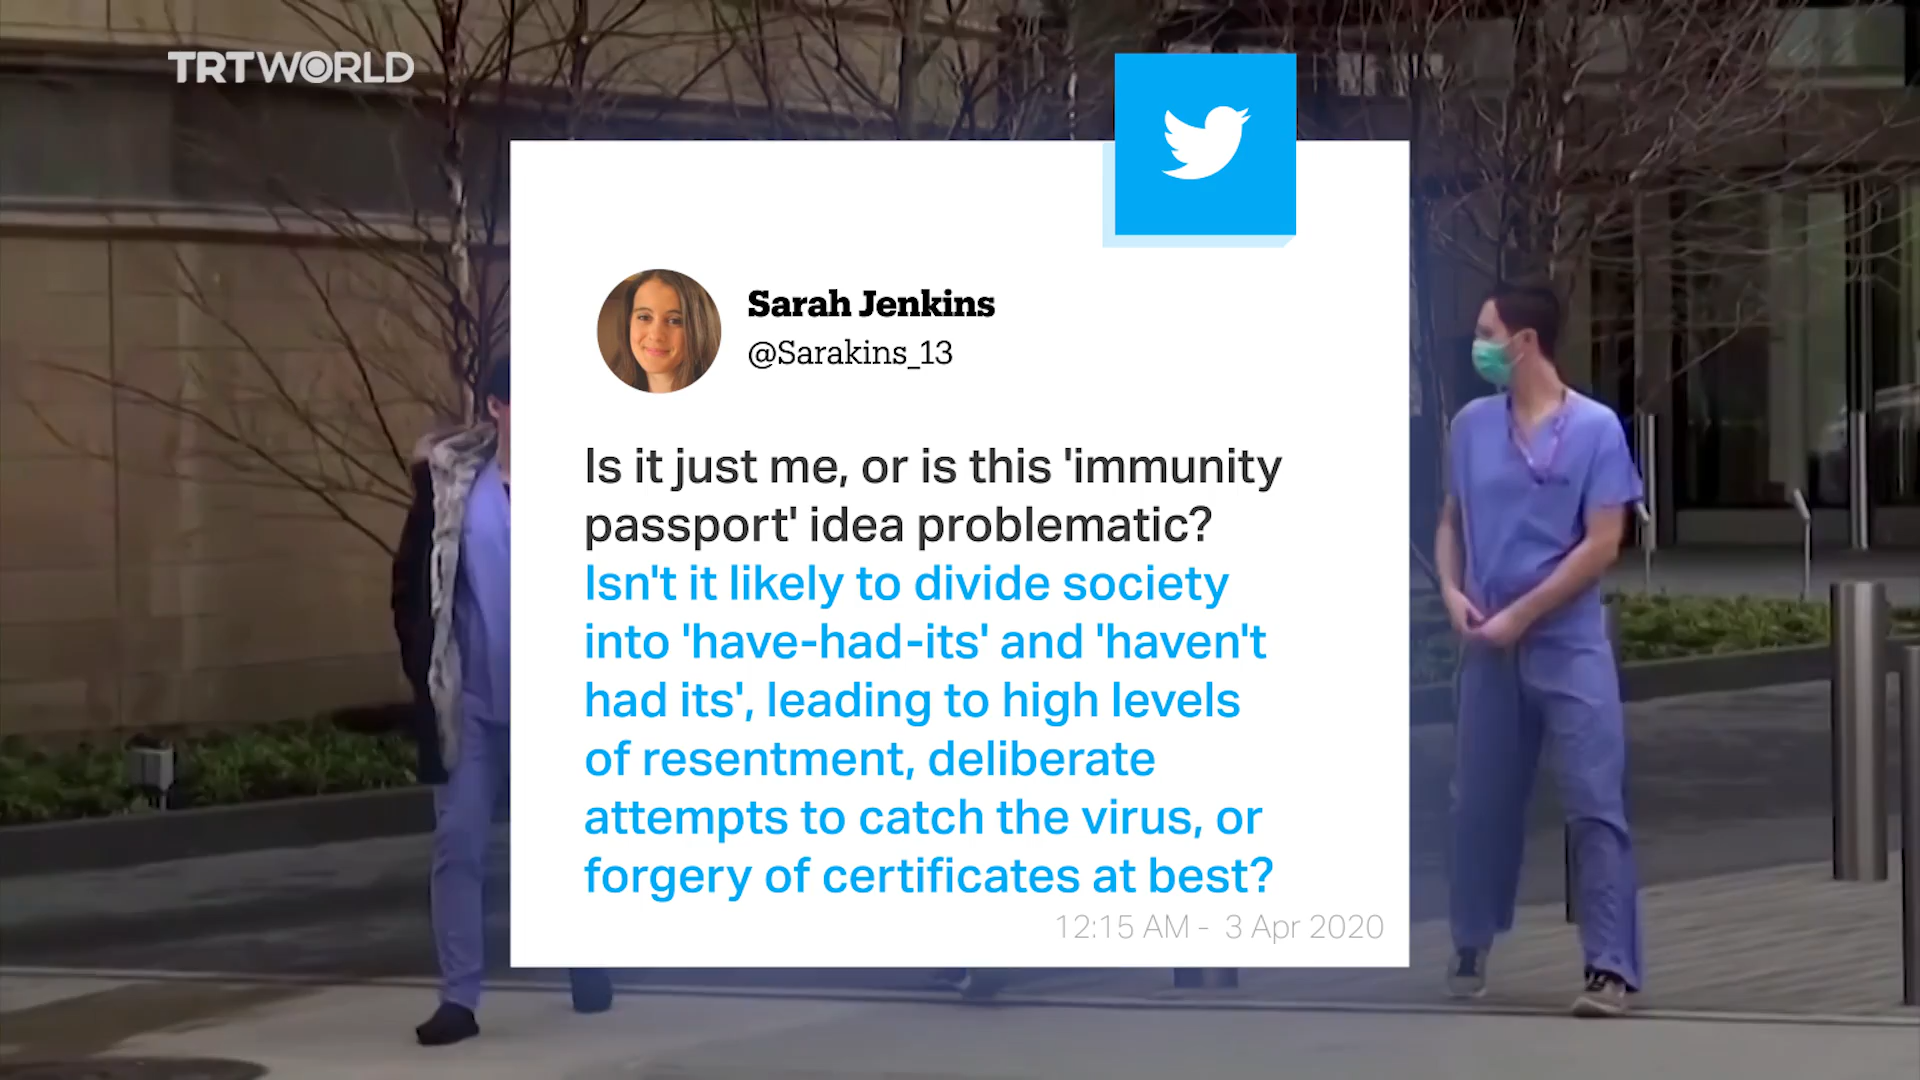 TRT WORLD
Sarah Jenkins
@Sarakins_13
Is it just me, or is this 'immunity
passport' idea problematic?
Isn't it likely to divide society
into 'have-had-its' and 'haven't
had its', leading to high levels
of resentment, deliberate
attempts to catch the virus, or
forgery of certificates at best?
12:15 AM - 3 Apr 2020